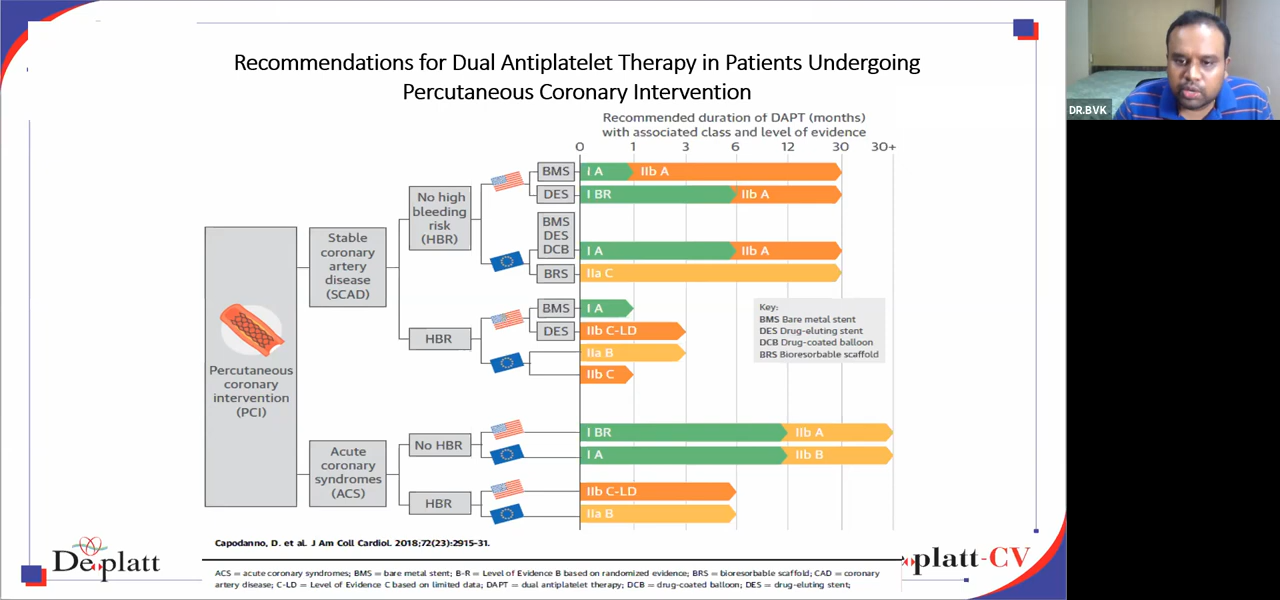 Recommendations for Dual Antiplatelet Therapy in Patients Undergoing
Percutaneous Coronary Intervention
DR.BVK
Recommended duration of DAPT (months)
with associated class and level of evidence
0 1 3 6 12 30 30+
Percutaneous
coronary
intervention
(PCI)
Stable
coronary
artery
disease
(SCAD)
No high
bleeding
risk
(HBR)
BMS
I A
IIb A
DES
I BR
IIb A
BMS
DES
DCB
I A
IIb A
BRS
IIa C
HBR
BMS
I A
DES
IIb C-LD
IIa B
IIb C
Key:
BMS Bare metal stent
DES Drug-eluting stent
DCB Drug-coated balloon
BRS Bioresorbable scaffold
Acute
coronary
syndromes
(ACS)
No HBR
I BR
IIb A
I A
IIb B
HBR
IIb C-LD
IIa B
Capodanno, D. et al. J Am Coll Cardiol. 2018;72(23):2915-31.
ACS = acute coronary syndromes; BMS = bare metal stent; B-R = Level of Evidence B based on randomized evidence; BRS = bioresorbable scaffold; CAD = coronary
artery disease; C-LD = Level of Evidence C based on limited data; DAPT = dual antiplatelet therapy; DCB = drug-coated balloon; DES = drug-eluting stent;
Deplatt
platt-CV